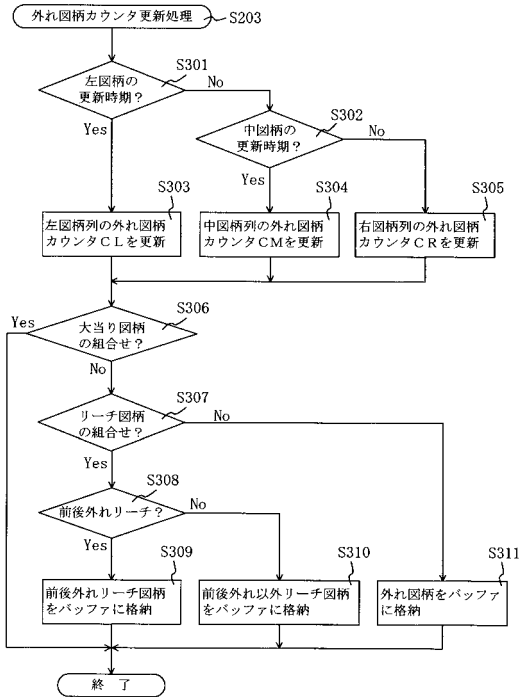 外れ図柄カウンタ更新処理
S203
左図柄の
更新時期?
S301
No
Yes
中図柄の
更新時期?
S302
No
Yes
S303
左図柄列の外れ図柄
カウンタCLを更新
S304
中図柄列の外れ図柄
カウンタCMを更新
S305
右図柄列の外れ図柄
カウンタCRを更新
S306
大当り図柄
の組合せ?
Yes
No
S307
リーチ図柄
の組合せ?
No
Yes
S308
前後外れリーチ?
No
Yes
S309
前後外れリーチ図柄
をバッファに格納
S310
前後外れ以外リーチ図柄
をバッファに格納
S311
外れ図柄をバッファ
に格納
終了